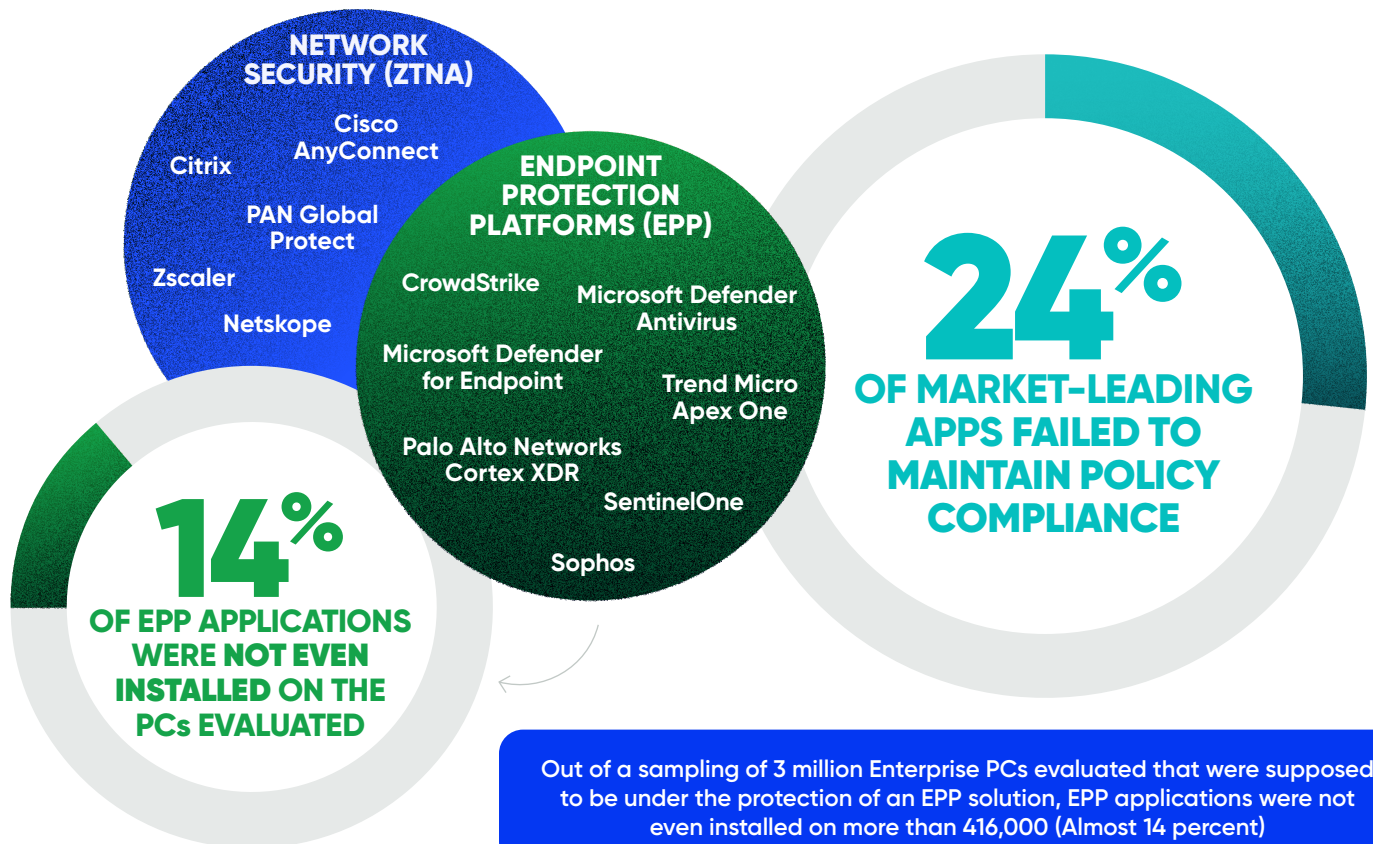 NETWORK
SECURITY (ZTNA)
Cisco
AnyConnect
Citrix
PAN Global
Protect
Zscaler
Netskope
ENDPOINT
PROTECTION
PLATFORMS (EPP)
CrowdStrike
Microsoft Defender
Antivirus
Microsoft Defender
for Endpoint
Trend Micro
Apex One
Palo Alto Networks
Cortex XDR
SentinelOne
Sophos
24%
OF MARKET-LEADING
APPS FAILED TO
MAINTAIN POLICY
COMPLIANCE
14%
OF EPP APPLICATIONS
WERE NOT EVEN
INSTALLED ON THE
PCs EVALUATED
Out of a sampling of 3 million Enterprise PCs evaluated that were supposed
to be under the protection of an EPP solution, EPP applications were not
even installed on more than 416,000 (Almost 14 percent)